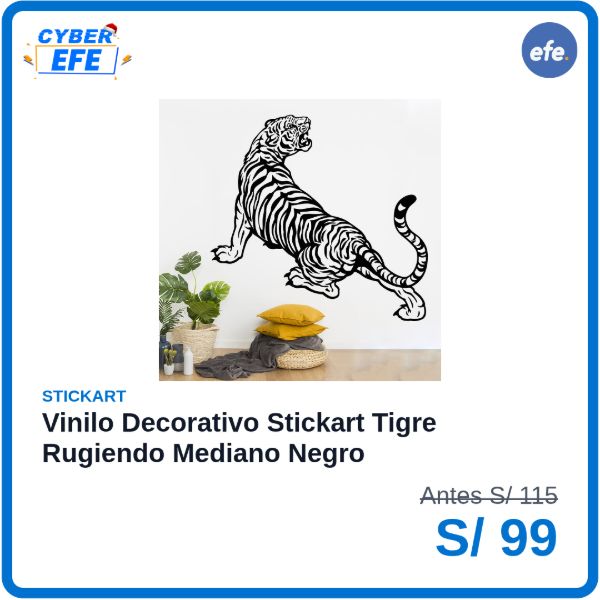 CYBER
EFE
efe.
STICKART
Vinilo Decorativo Stickart Tigre
Rugiendo Mediano Negro
Antes S/ 115
S/ 99